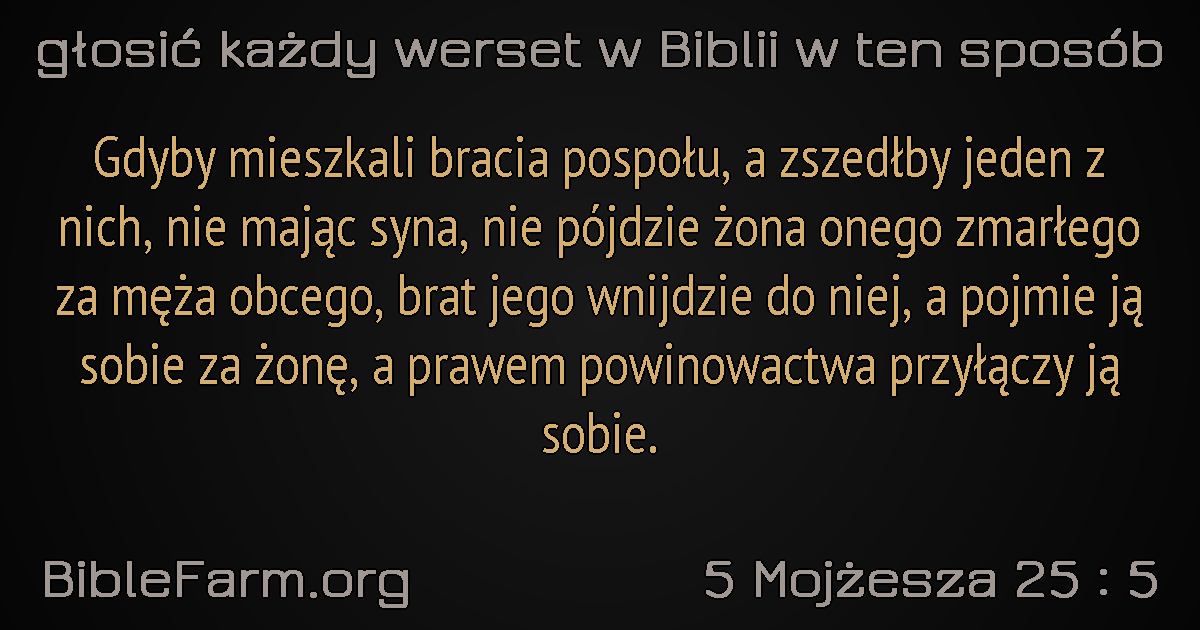 głosić każdy werset w Biblii w ten sposób
Gdyby mieszkali bracia pospołu, a zszedłby jeden z
nich, nie mając syna, nie pójdzie żona onego zmarłego
za męża obcego, brat jego wnijdzie do niej, a pojmie ją
sobie za żonę, a prawem powinowactwa przyłączy ją
sobie.
BibleFarm.org
5 Mojżesza 25 : 5